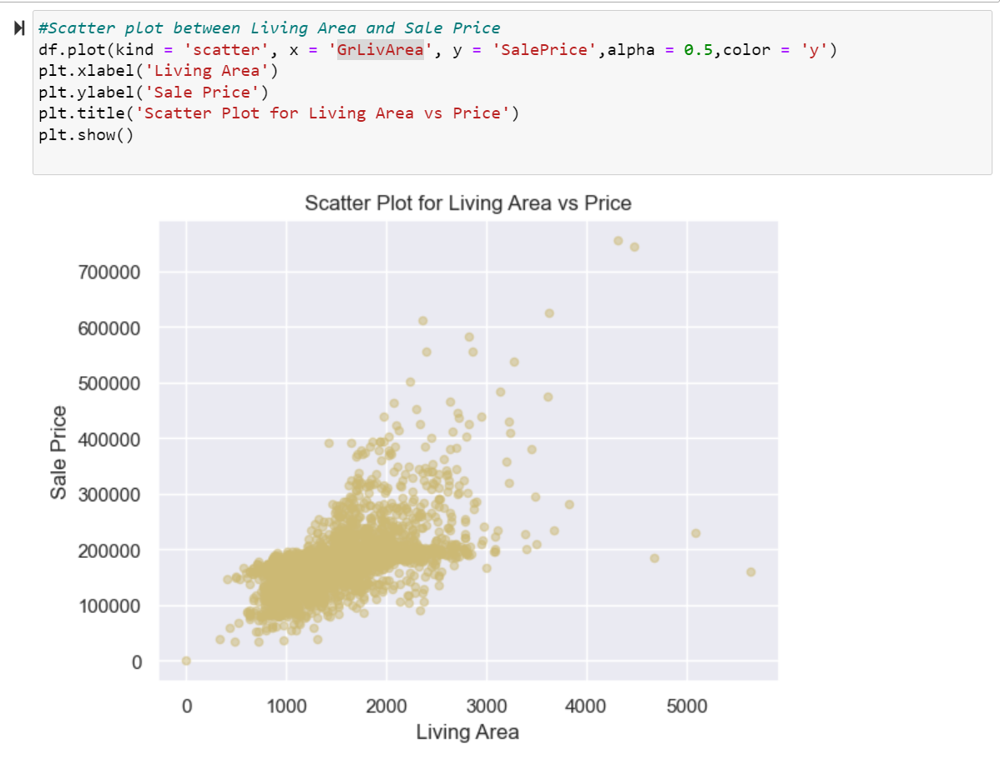 #Scatter plot between Living Area and Sale Price
df.plot(kind = 'scatter', x = 'GrLivArea', y = 'SalePrice',alpha = 0.5,color = 'y')
plt.xlabel('Living Area')
plt.ylabel('Sale Price')
plt.title('Scatter Plot for Living Area vs Price')
plt.show()
Scatter Plot for Living Area vs Price
700000
600000
500000
400000
300000
200000
100000
0
Sale Price
0 1000 2000 3000 4000 5000
Living Area